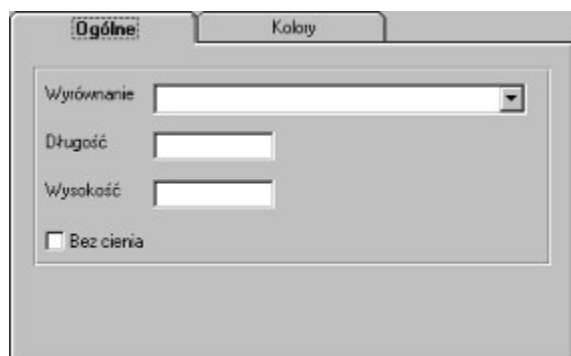 Ogólne Kolory
Wyrównanie
Długość
Wysokość
Bez cienia